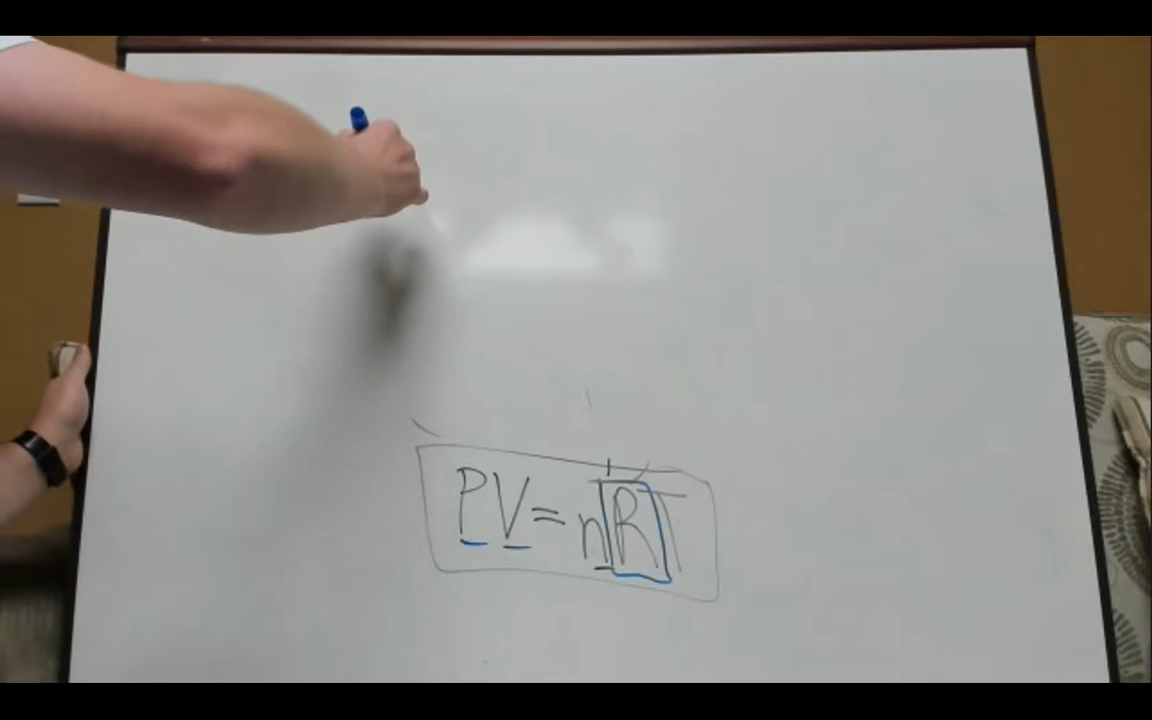 PV = nRT